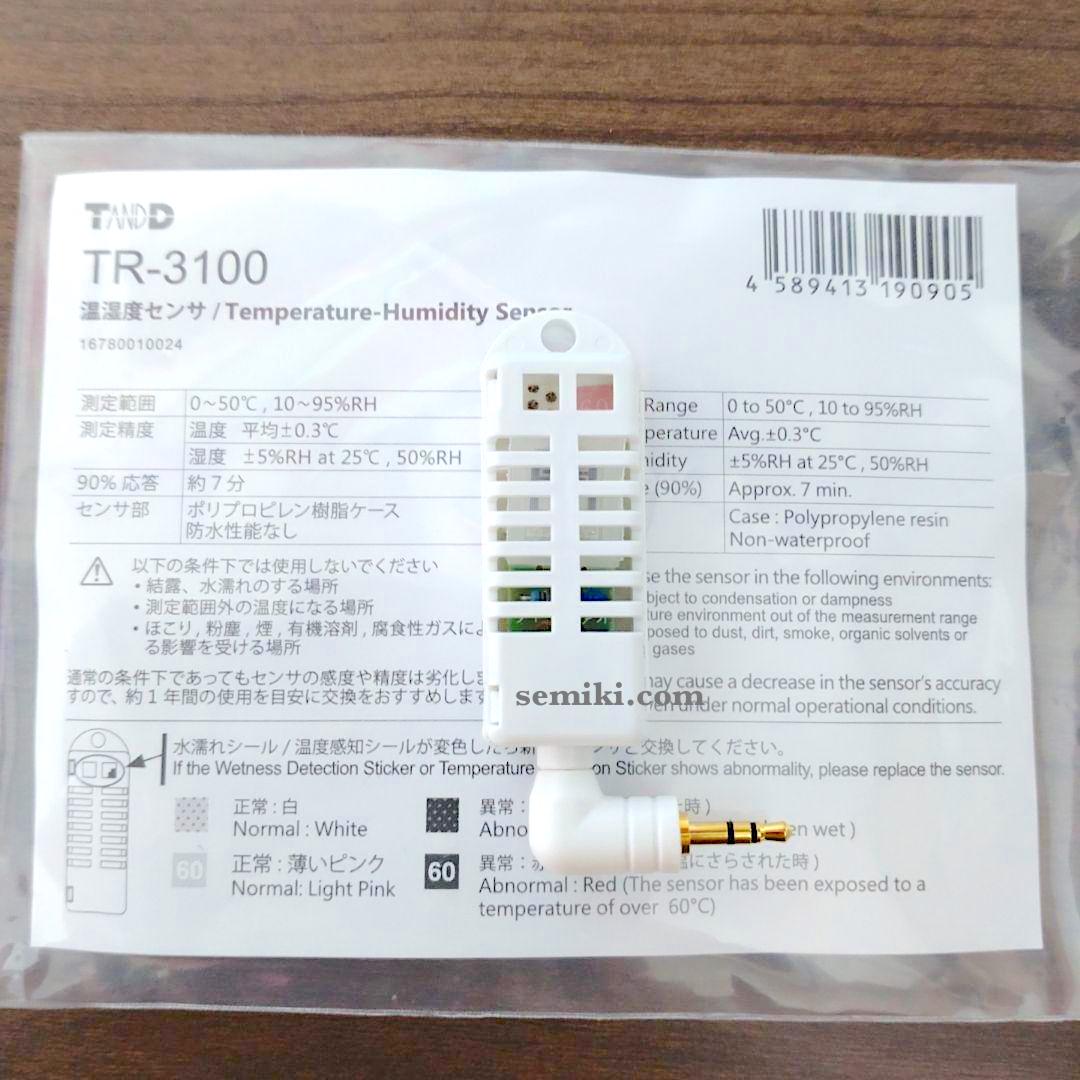 TANDD
TR-3100
温湿度センサ / Temperature-Humidity Sensor
16780010024
4 589413 190905
測定範囲 0～50℃ , 10～95%RH
測定精度 温度 平均±0.3℃
湿度 ±5%RH at 25℃ , 50%RH
90% 応答 約 7 分
センサ部 ポリプロピレン樹脂ケース
防水性能なし
Range 0 to 50°C , 10 to 95%RH
perature Avg.±0.3°C
idity ±5%RH at 25°C , 50%RH
e (90%) Approx. 7 min.
Case : Polypropylene resin
Non-waterproof
以下の条件下では使用しないでください
・結露、水濡れのする場所
・測定範囲外の温度になる場所
・ほこり , 粉塵 , 煙 , 有機溶剤 , 腐食性ガスによ
る影響を受ける場所
se the sensor in the following environments:
bject to condensation or dampness
ture environment out of the measurement range
posed to dust, dirt, smoke, organic solvents or
gases
通常の条件下であってもセンサの感度や精度は劣化しま
すので、約 1 年間の使用を目安に交換をおすすめします
may cause a decrease in the sensor's accuracy
en under normal operational conditions.
semiki.com
水濡れシール / 温度感知シールが変色したら新 ンサと交換してください。
If the Wetness Detection Sticker or Temperature on Sticker shows abnormality, please replace the sensor.
正常 : 白
Normal : White
異常 : た時 )
Abno en wet )
60 正常 : 薄いピンク
Normal: Light Pink
60 異常 : 温にさらされた時 )
Abnormal : Red (The sensor has been exposed to a
temperature of over 60°C)
60